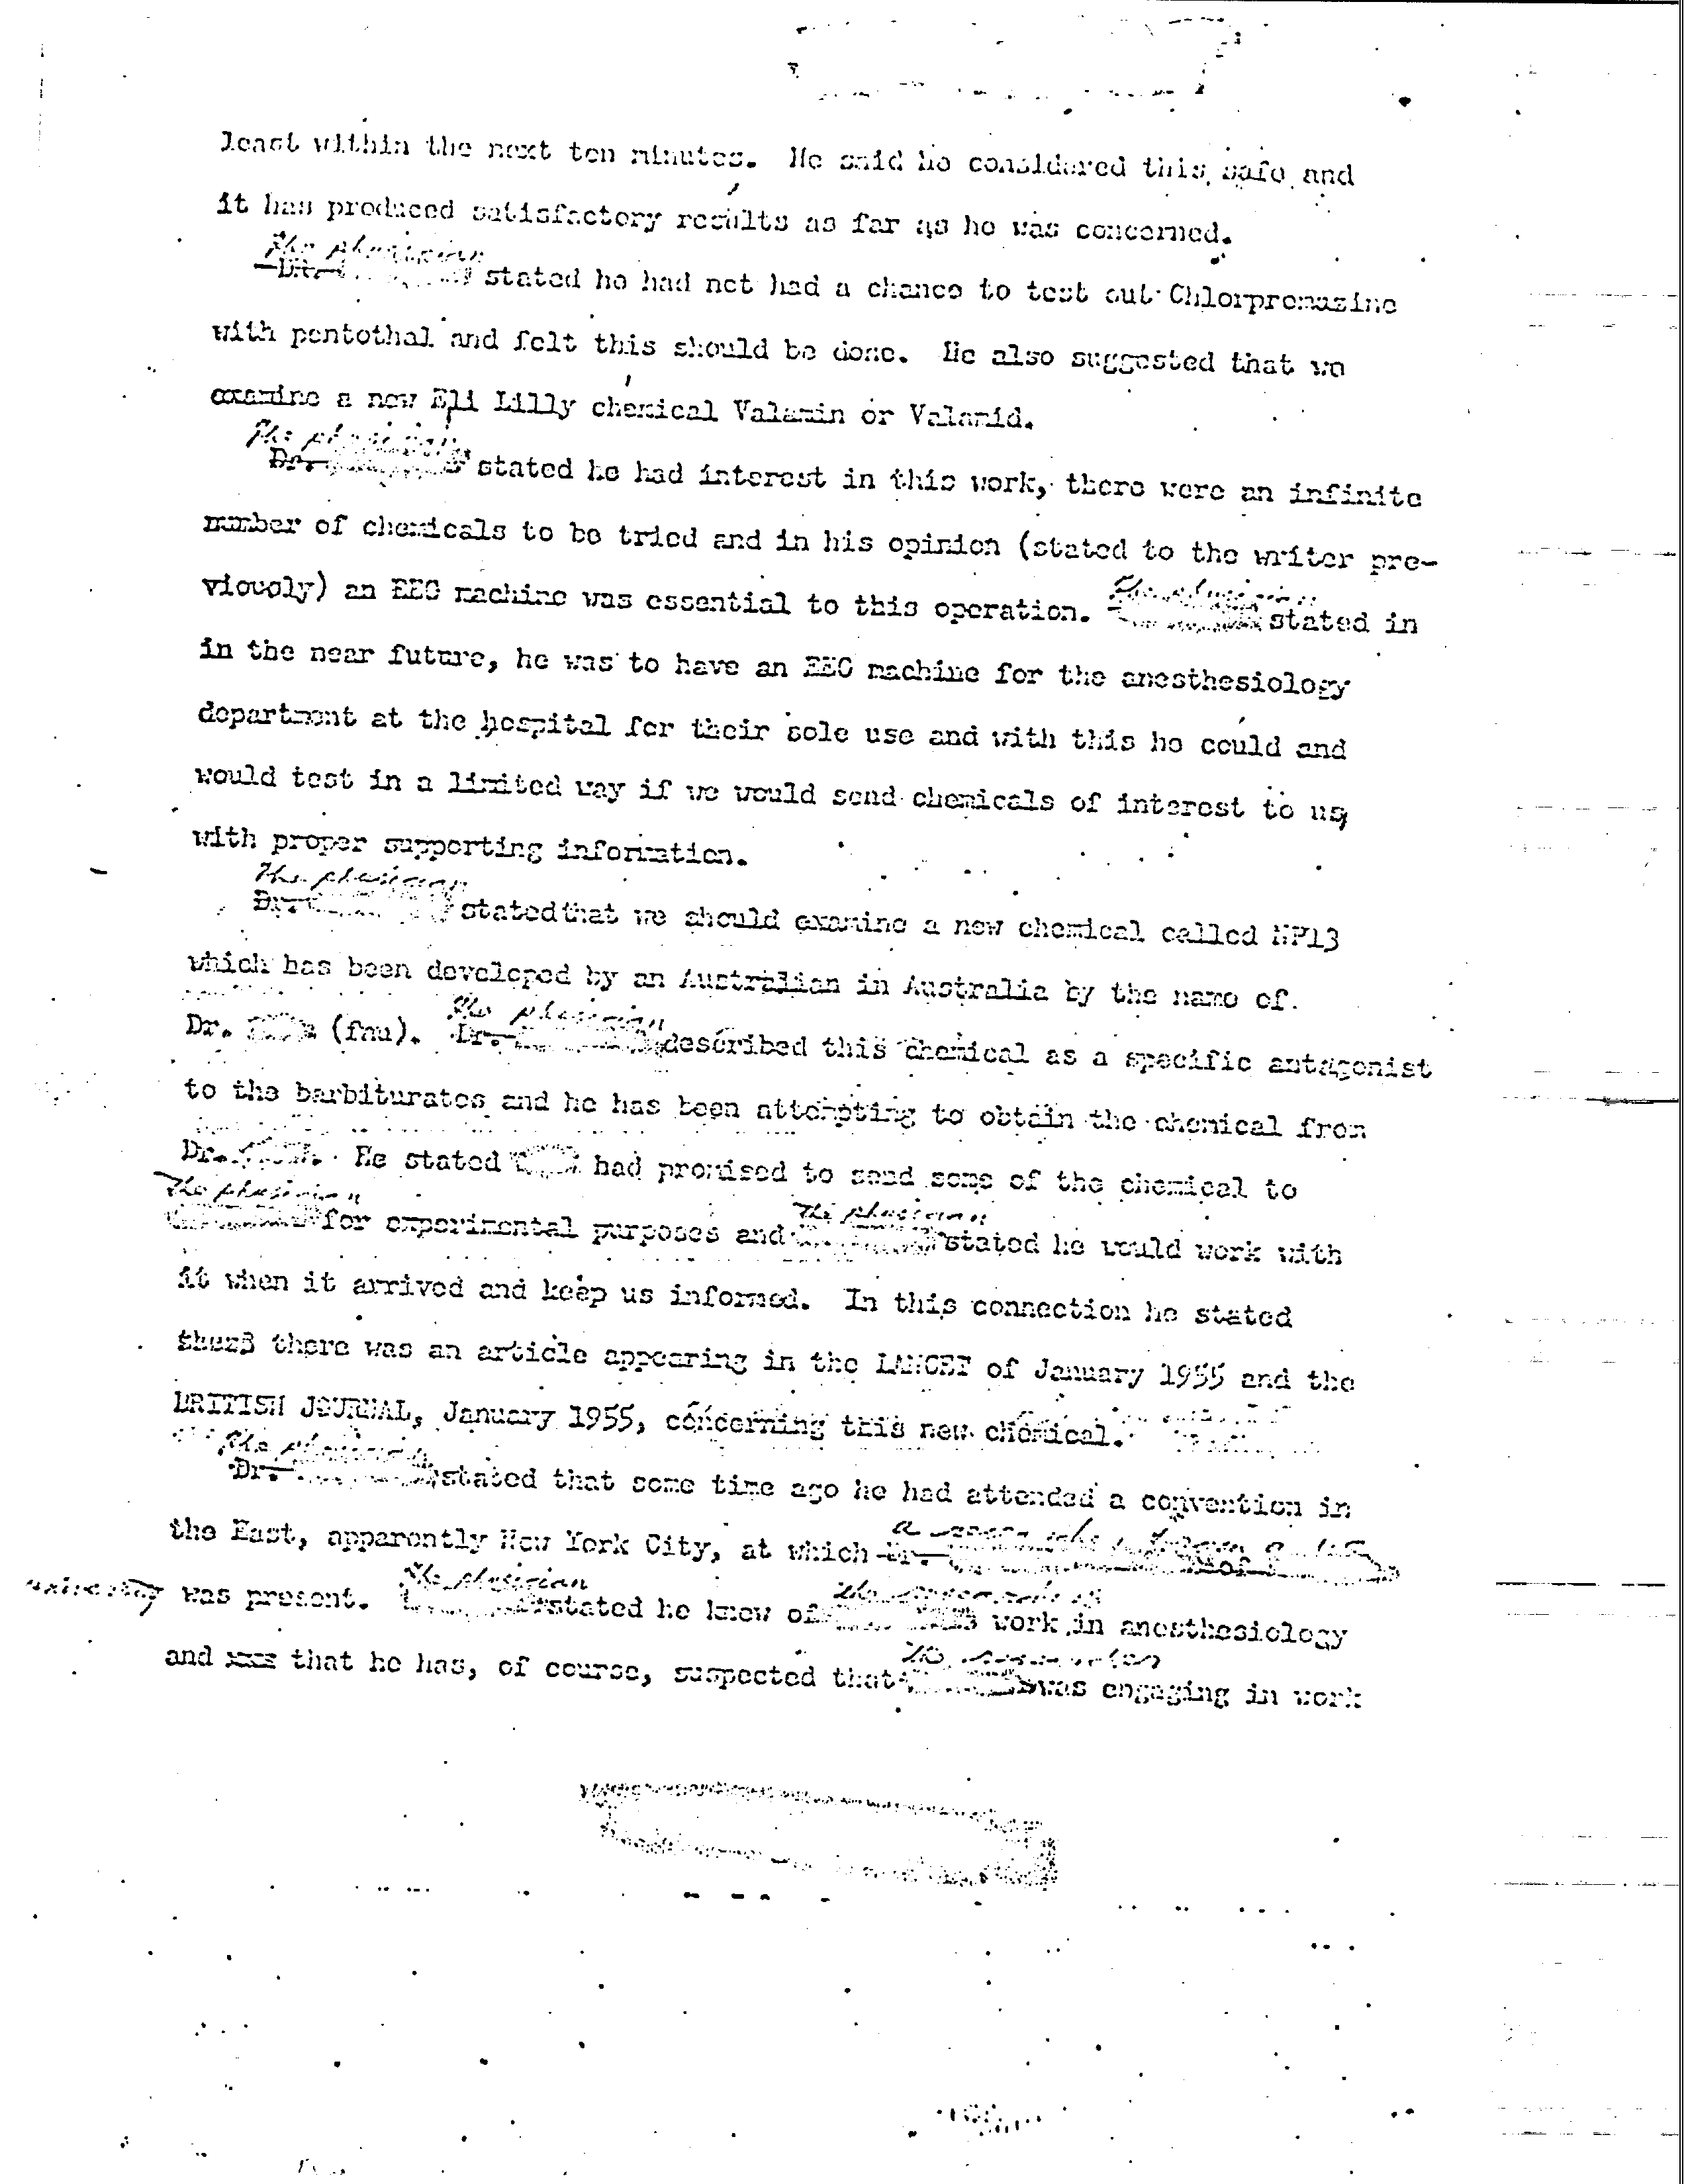 least within the next ten minutes. He said he considered this safe and
it has produced satisfactory results as far as he was concerned.
The physician
Dr. stated he had not had a chance to test out Chlorpromazine
with pentothal and felt this should be done. He also suggested that we
examine a new Eli Lilly chemical Valamin or Valamid.
The physician
Dr. stated he had interest in this work, there were an infinite
number of chemicals to be tried and in his opinion (stated to the writer pre-
viously) an EEG machine was essential to this operation. The physician stated in
in the near future, he was to have an EEG machine for the anesthesiology
department at the hospital for their sole use and with this he could and
would test in a limited way if we would send chemicals of interest to us,
with proper supporting information.
The physician
Dr. stated that we should examine a new chemical called NP13
which has been developed by an Australian in Australia by the name of
The physician
Dr. (fnu). Dr. described this chemical as a specific antagonist
to the barbiturates and he has been attempting to obtain the chemical from
Dr. He stated had promised to send some of the chemical to
The physician The physician
for experimental purposes and stated he would work with
it when it arrived and keep us informed. In this connection he stated
there was an article appearing in the LANCET of January 1955 and the
BRITISH JOURNAL, January 1955, concerning this new chemical.
The physician
Dr. stated that some time ago he had attended a convention in
the East, apparently New York City, at which Dr. of
university was present. The physician stated he knew of work in anesthesiology
and xxx that he has, of course, suspected that was engaging in work